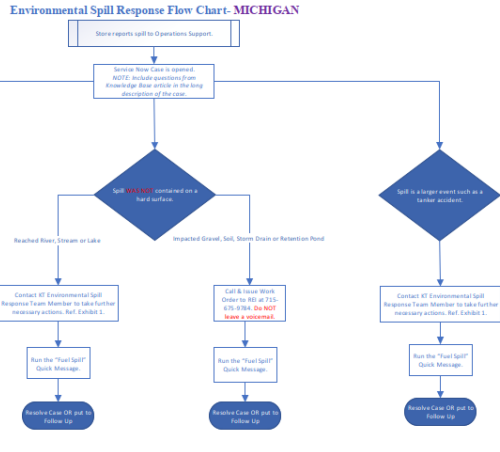 Environmental Spill Response Flow Chart- MICHIGAN
Store reports spill to Operations Support.
Service Now Case is opened.
NOTE: Include questions from
Knowledge Base article in the long
description of the case.
Spill WAS NOT contained on a
hard surface.
Spill is a larger event such as a
tanker accident.
Reached River, Stream or Lake
Impacted Gravel, Soil, Storm Drain or Retention Pond
Contact KT Environmental Spill
Response Team Member to take further
necessary actions. Ref. Exhibit 1.
Call & Issue Work
Order to REI at 715-
675-9784. Do NOT
leave a voicemail.
Contact KT Environmental Spill
Response Team Member to take further
necessary actions. Ref. Exhibit 1.
Run the "Fuel Spill"
Quick Message.
Run the "Fuel Spill"
Quick Message.
Run the "Fuel Spill"
Quick Message.
Resolve Case OR put to
Follow Up
Resolve Case OR put to
Follow Up
Resolve Case OR put to
Follow Up